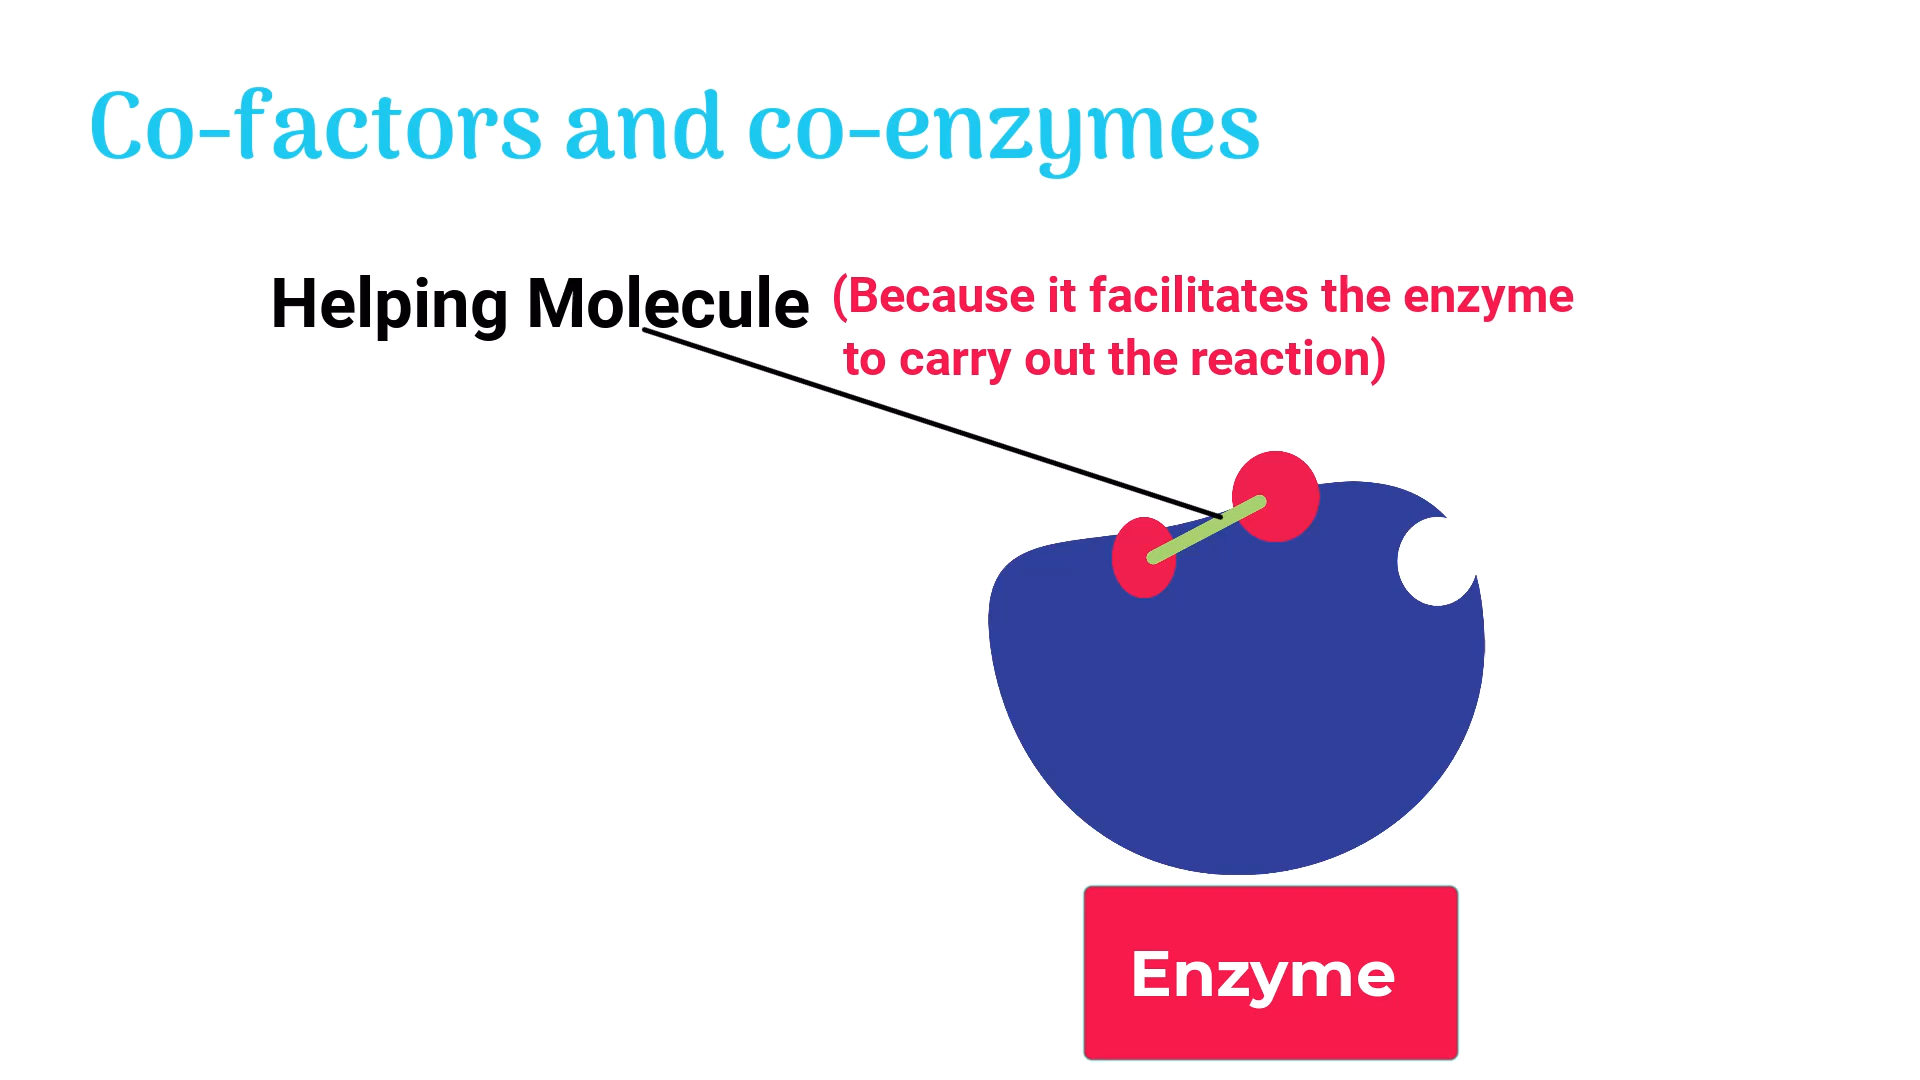 Co-factors and co-enzymes
Helping Molecule (Because it facilitates the enzyme
to carry out the reaction)
Enzyme